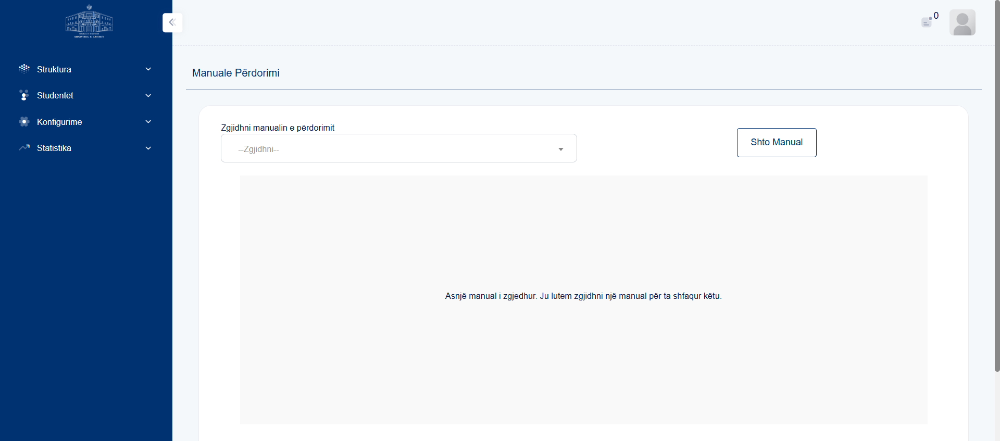 MINISTRIA E ARSIMIT
0
Struktura
Studentët
Konfigurime
Statistika
Manuale Përdorimi
Zgjidhni manualin e përdorimit
--Zgjidhni--
Shto Manual
Asnjë manual i zgjedhur. Ju lutem zgjidhni një manual për ta shfaqur këtu.